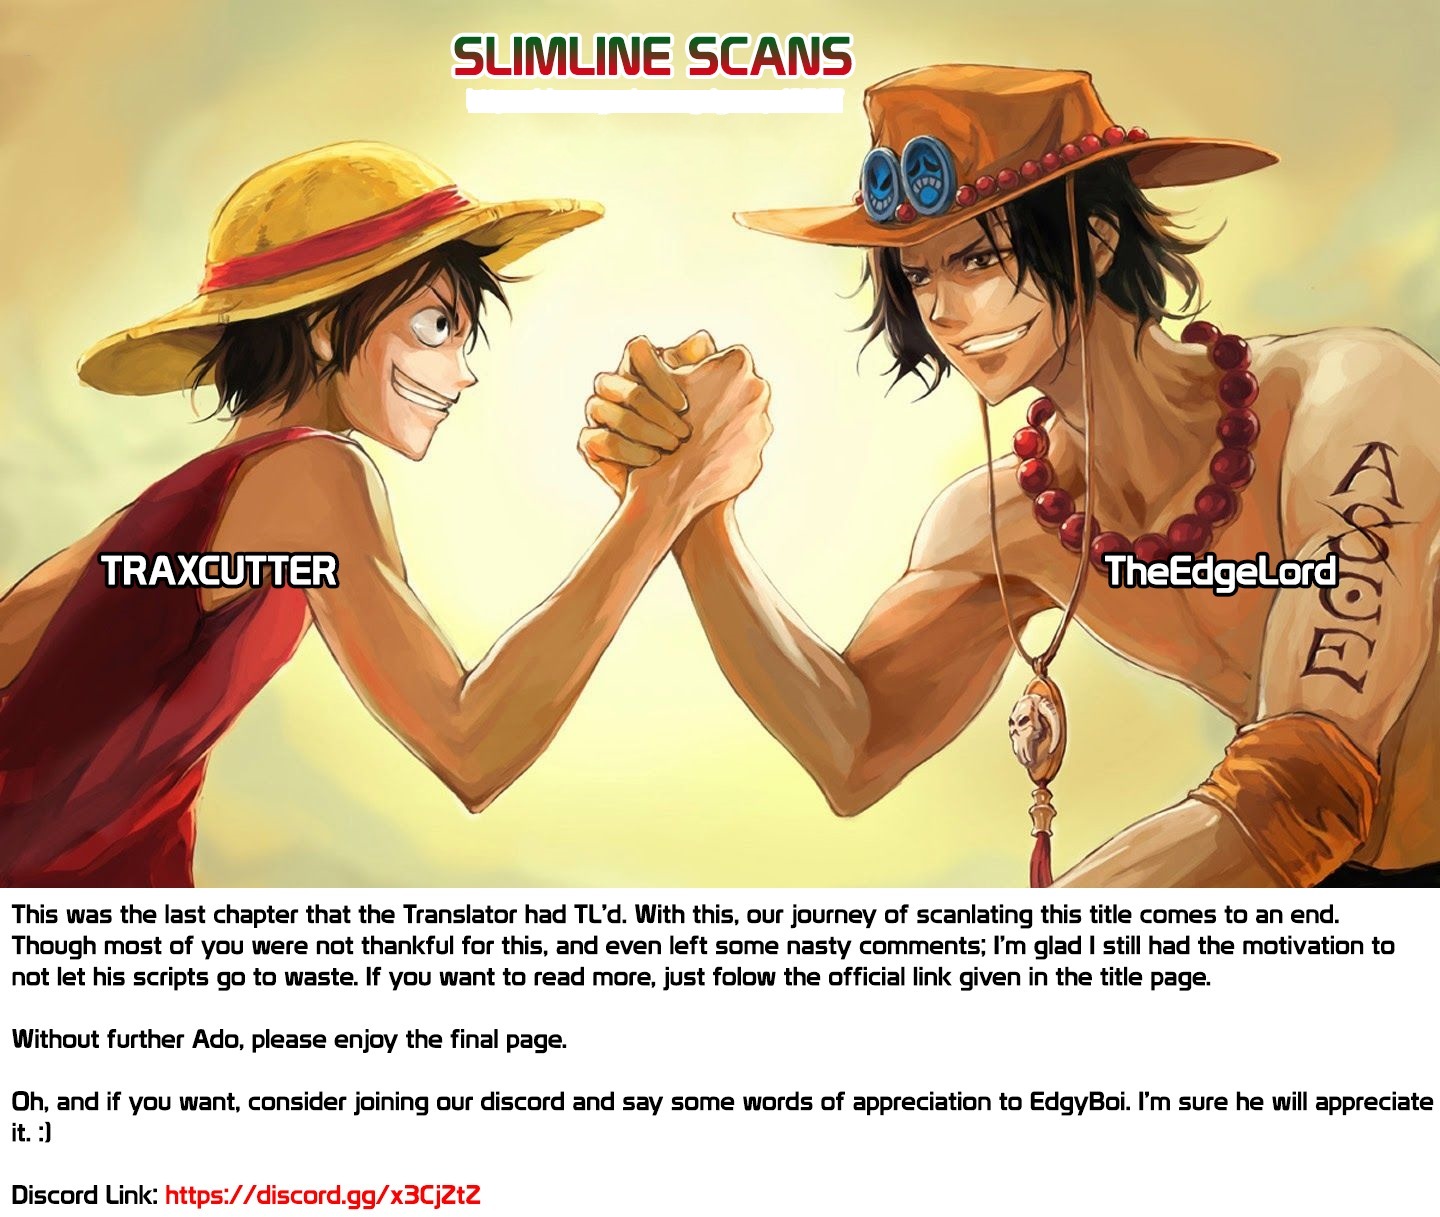 SLIMLINE SCANS
TRAXCUTTER
TheEdgeLord
ASCE
This was the last chapter that the Translator had TL'd. With this, our journey of scanlating this title comes to an end.
Though most of you were not thankful for this, and even left some nasty comments; I'm glad I still had the motivation to
not let his scripts go to waste. If you want to read more, just folow the official link given in the title page.
Without further Ado, please enjoy the final page.
Oh, and if you want, consider joining our discord and say some words of appreciation to EdgyBoi. I'm sure he will appreciate
it. :)
Discord Link: https://discord.gg/x3CjZtZ